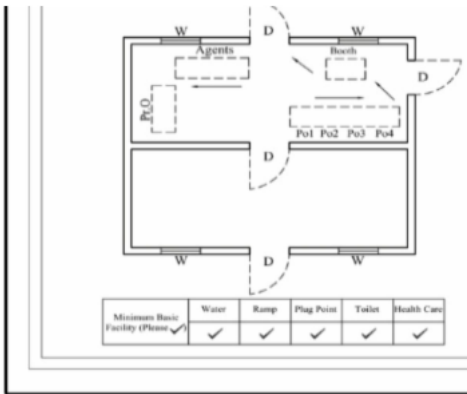 D
W W
Agents Booth
D
Pr.O
Po1 Po2 Po3 Po4
D
W D W
Water Ramp Plug Point Toilet Health Care
Minimum Basic
Facility (Please ✓) ✓ ✓ ✓ ✓ ✓